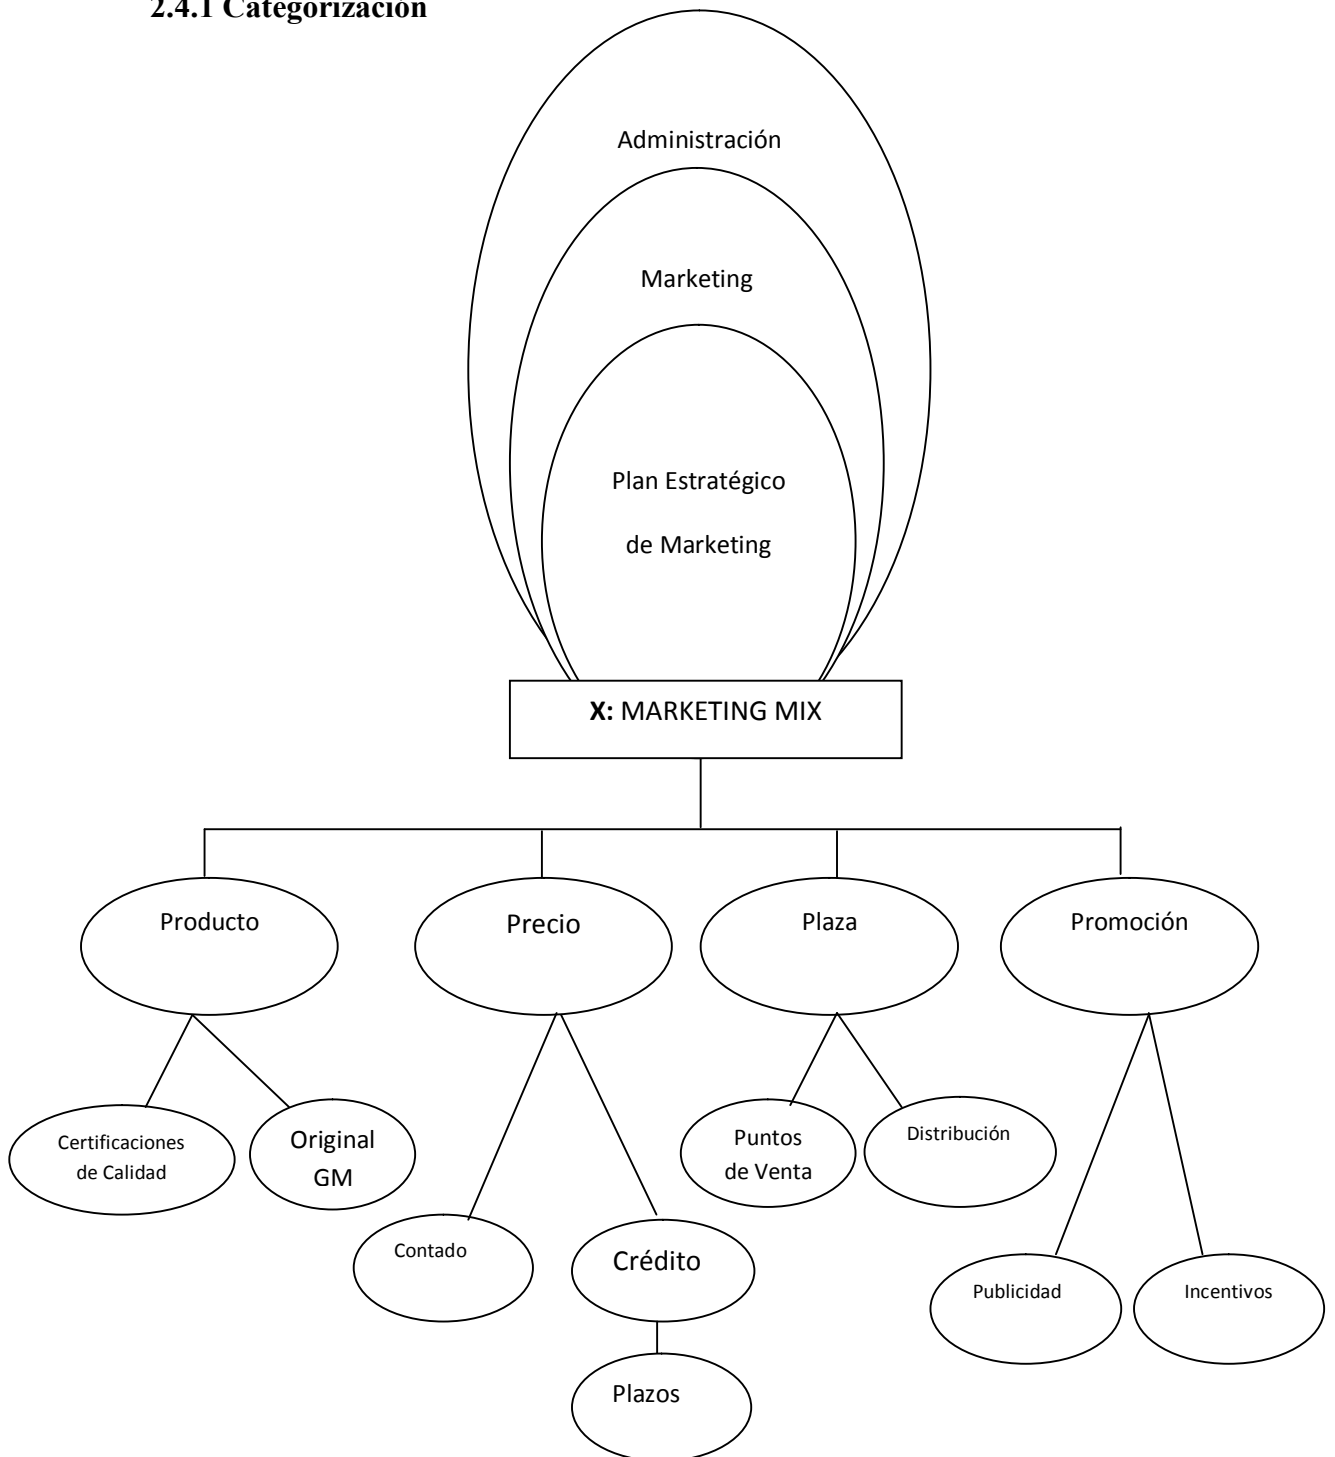 2.4.1 Categorización
Administración
Marketing
Plan Estratégico
de Marketing
X: MARKETING MIX
Producto
Precio
Plaza
Promoción
Certificaciones
de Calidad
Original
GM
Puntos
de Venta
Distribución
Contado
Crédito
Publicidad
Incentivos
Plazos